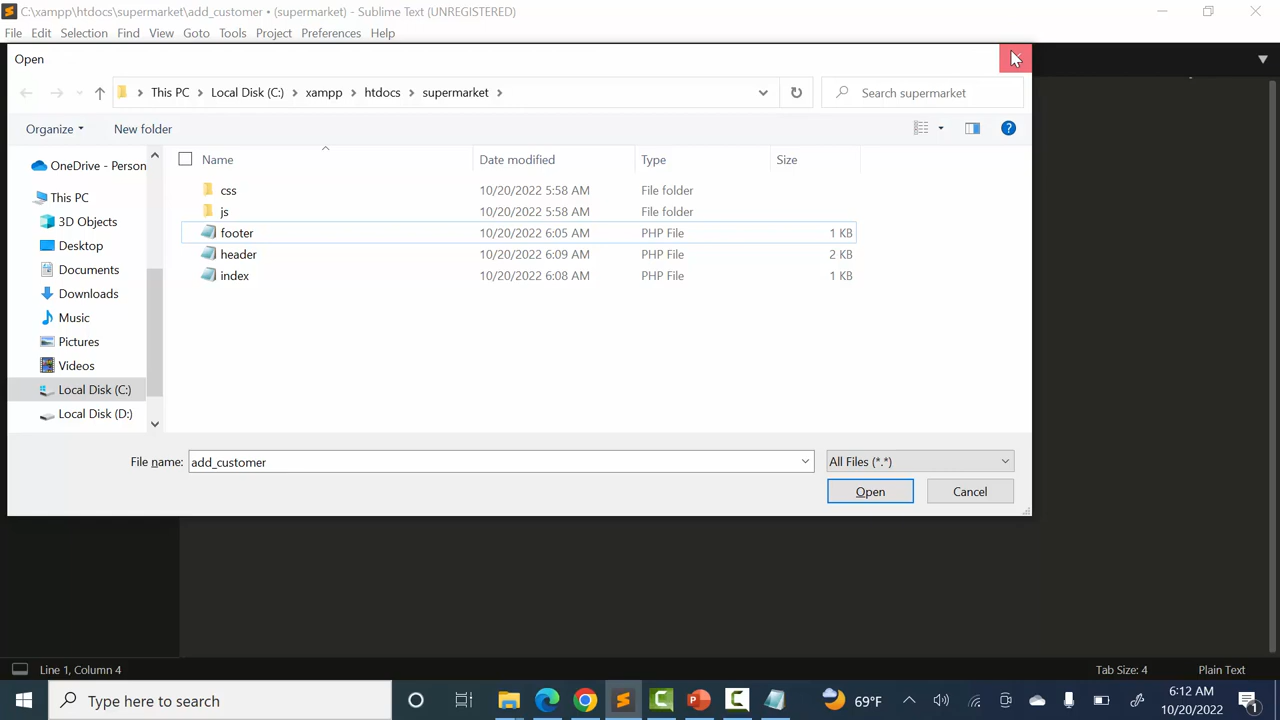 C:\xampp\htdocs\supermarket\add_customer • (supermarket) - Sublime Text (UNREGISTERED)
File Edit Selection Find View Goto Tools Project Preferences Help
Open
This PC > Local Disk (C:) > xampp > htdocs > supermarket >
Search supermarket
Organize
New folder
Name Date modified Type Size
OneDrive - Person
This PC
3D Objects
Desktop
Documents
Downloads
Music
Pictures
Videos
Local Disk (C:)
Local Disk (D:)
css 10/20/2022 5:58 AM File folder
js 10/20/2022 5:58 AM File folder
footer 10/20/2022 6:05 AM PHP File 1 KB
header 10/20/2022 6:09 AM PHP File 2 KB
index 10/20/2022 6:08 AM PHP File 1 KB
File name: add_customer
All Files (*.*)
Open Cancel
Line 1, Column 4
Tab Size: 4
Plain Text
Type here to search
69°F
6:12 AM
10/20/2022
1